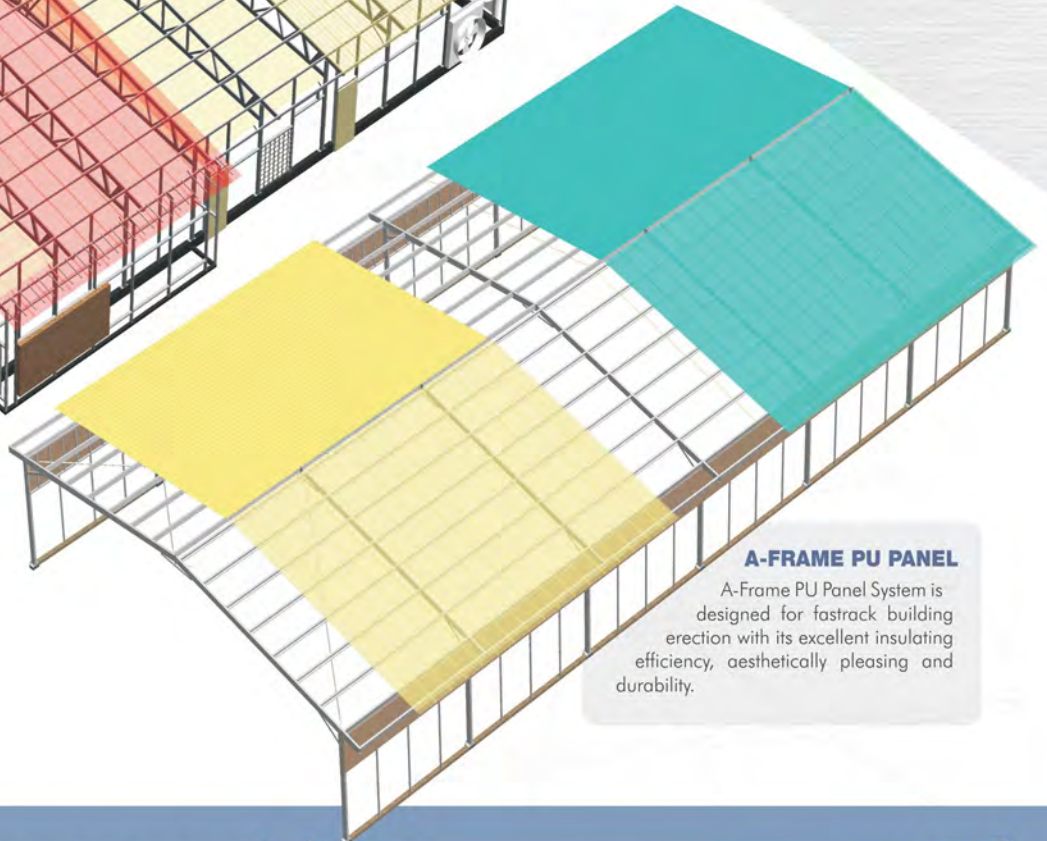 A-FRAME PU PANEL
A-Frame PU Panel System is
designed for fastrack building
erection with its excellent insulating
efficiency, aesthetically pleasing and
durability.